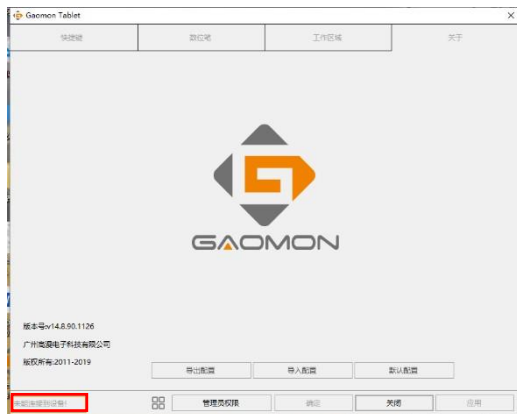 Gaomon Tablet
快捷键 数位笔 工作区域 关于
GAOMON
版本号:v14.8.90.1126
广州高漫电子科技有限公司
版权所有:2011-2019
导出配置 导入配置 默认配置
未能连接到设备! 管理员权限 确定 关闭 应用